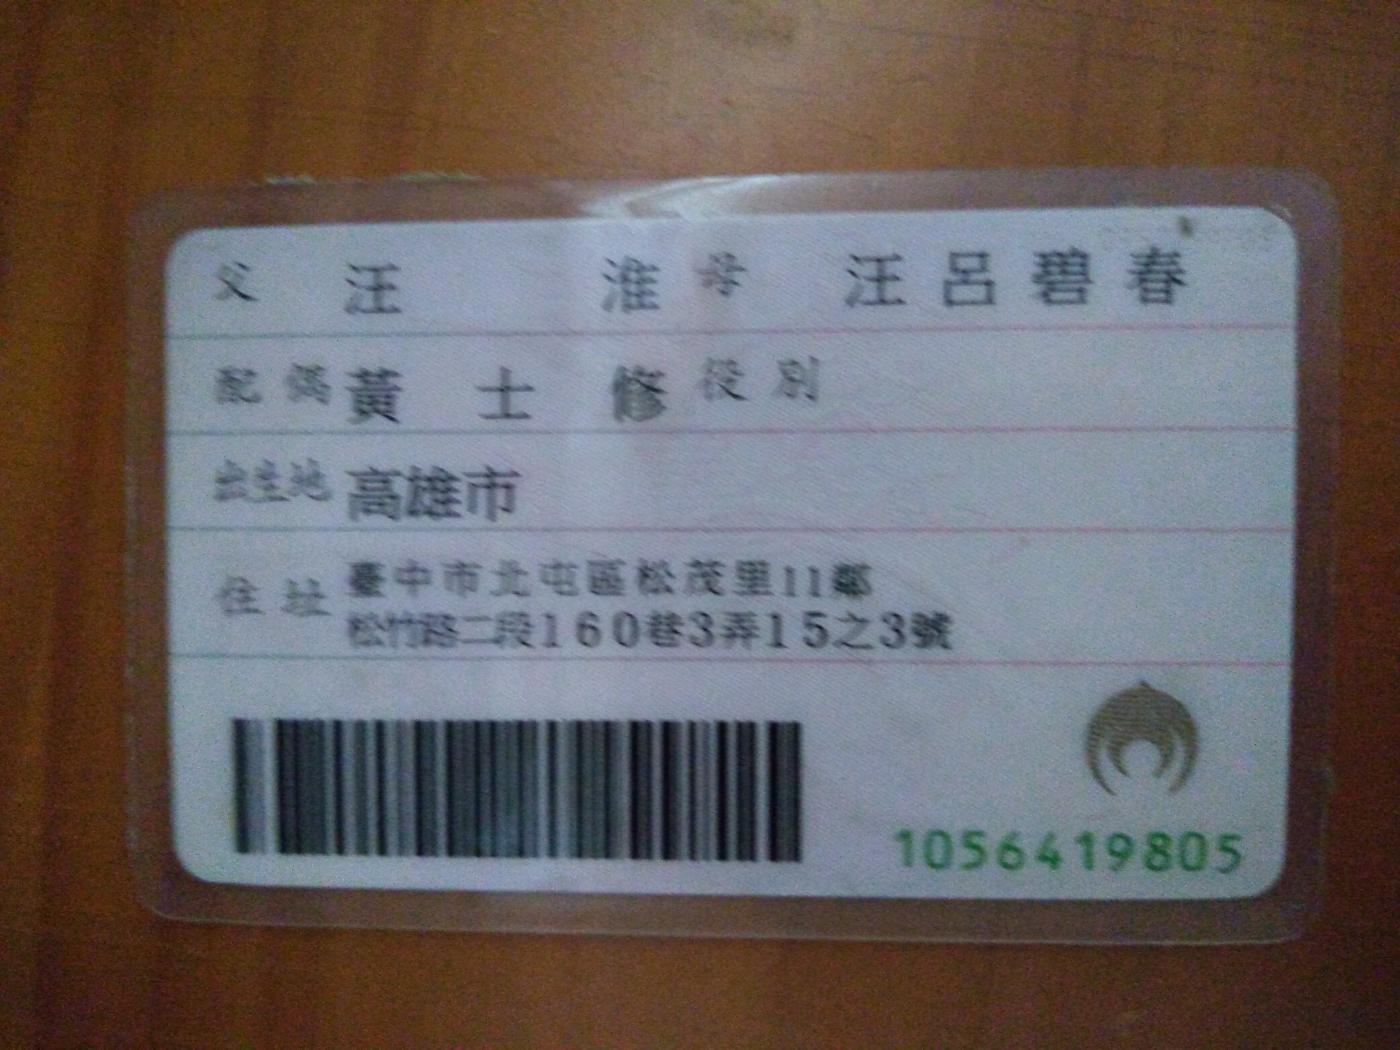 父 汪 淮 母 汪呂碧春
配偶 黃士修 役別
出生地 高雄市
住址 臺中市北屯區松茂里11鄰
松竹路二段160巷3弄15之3號
1056419805